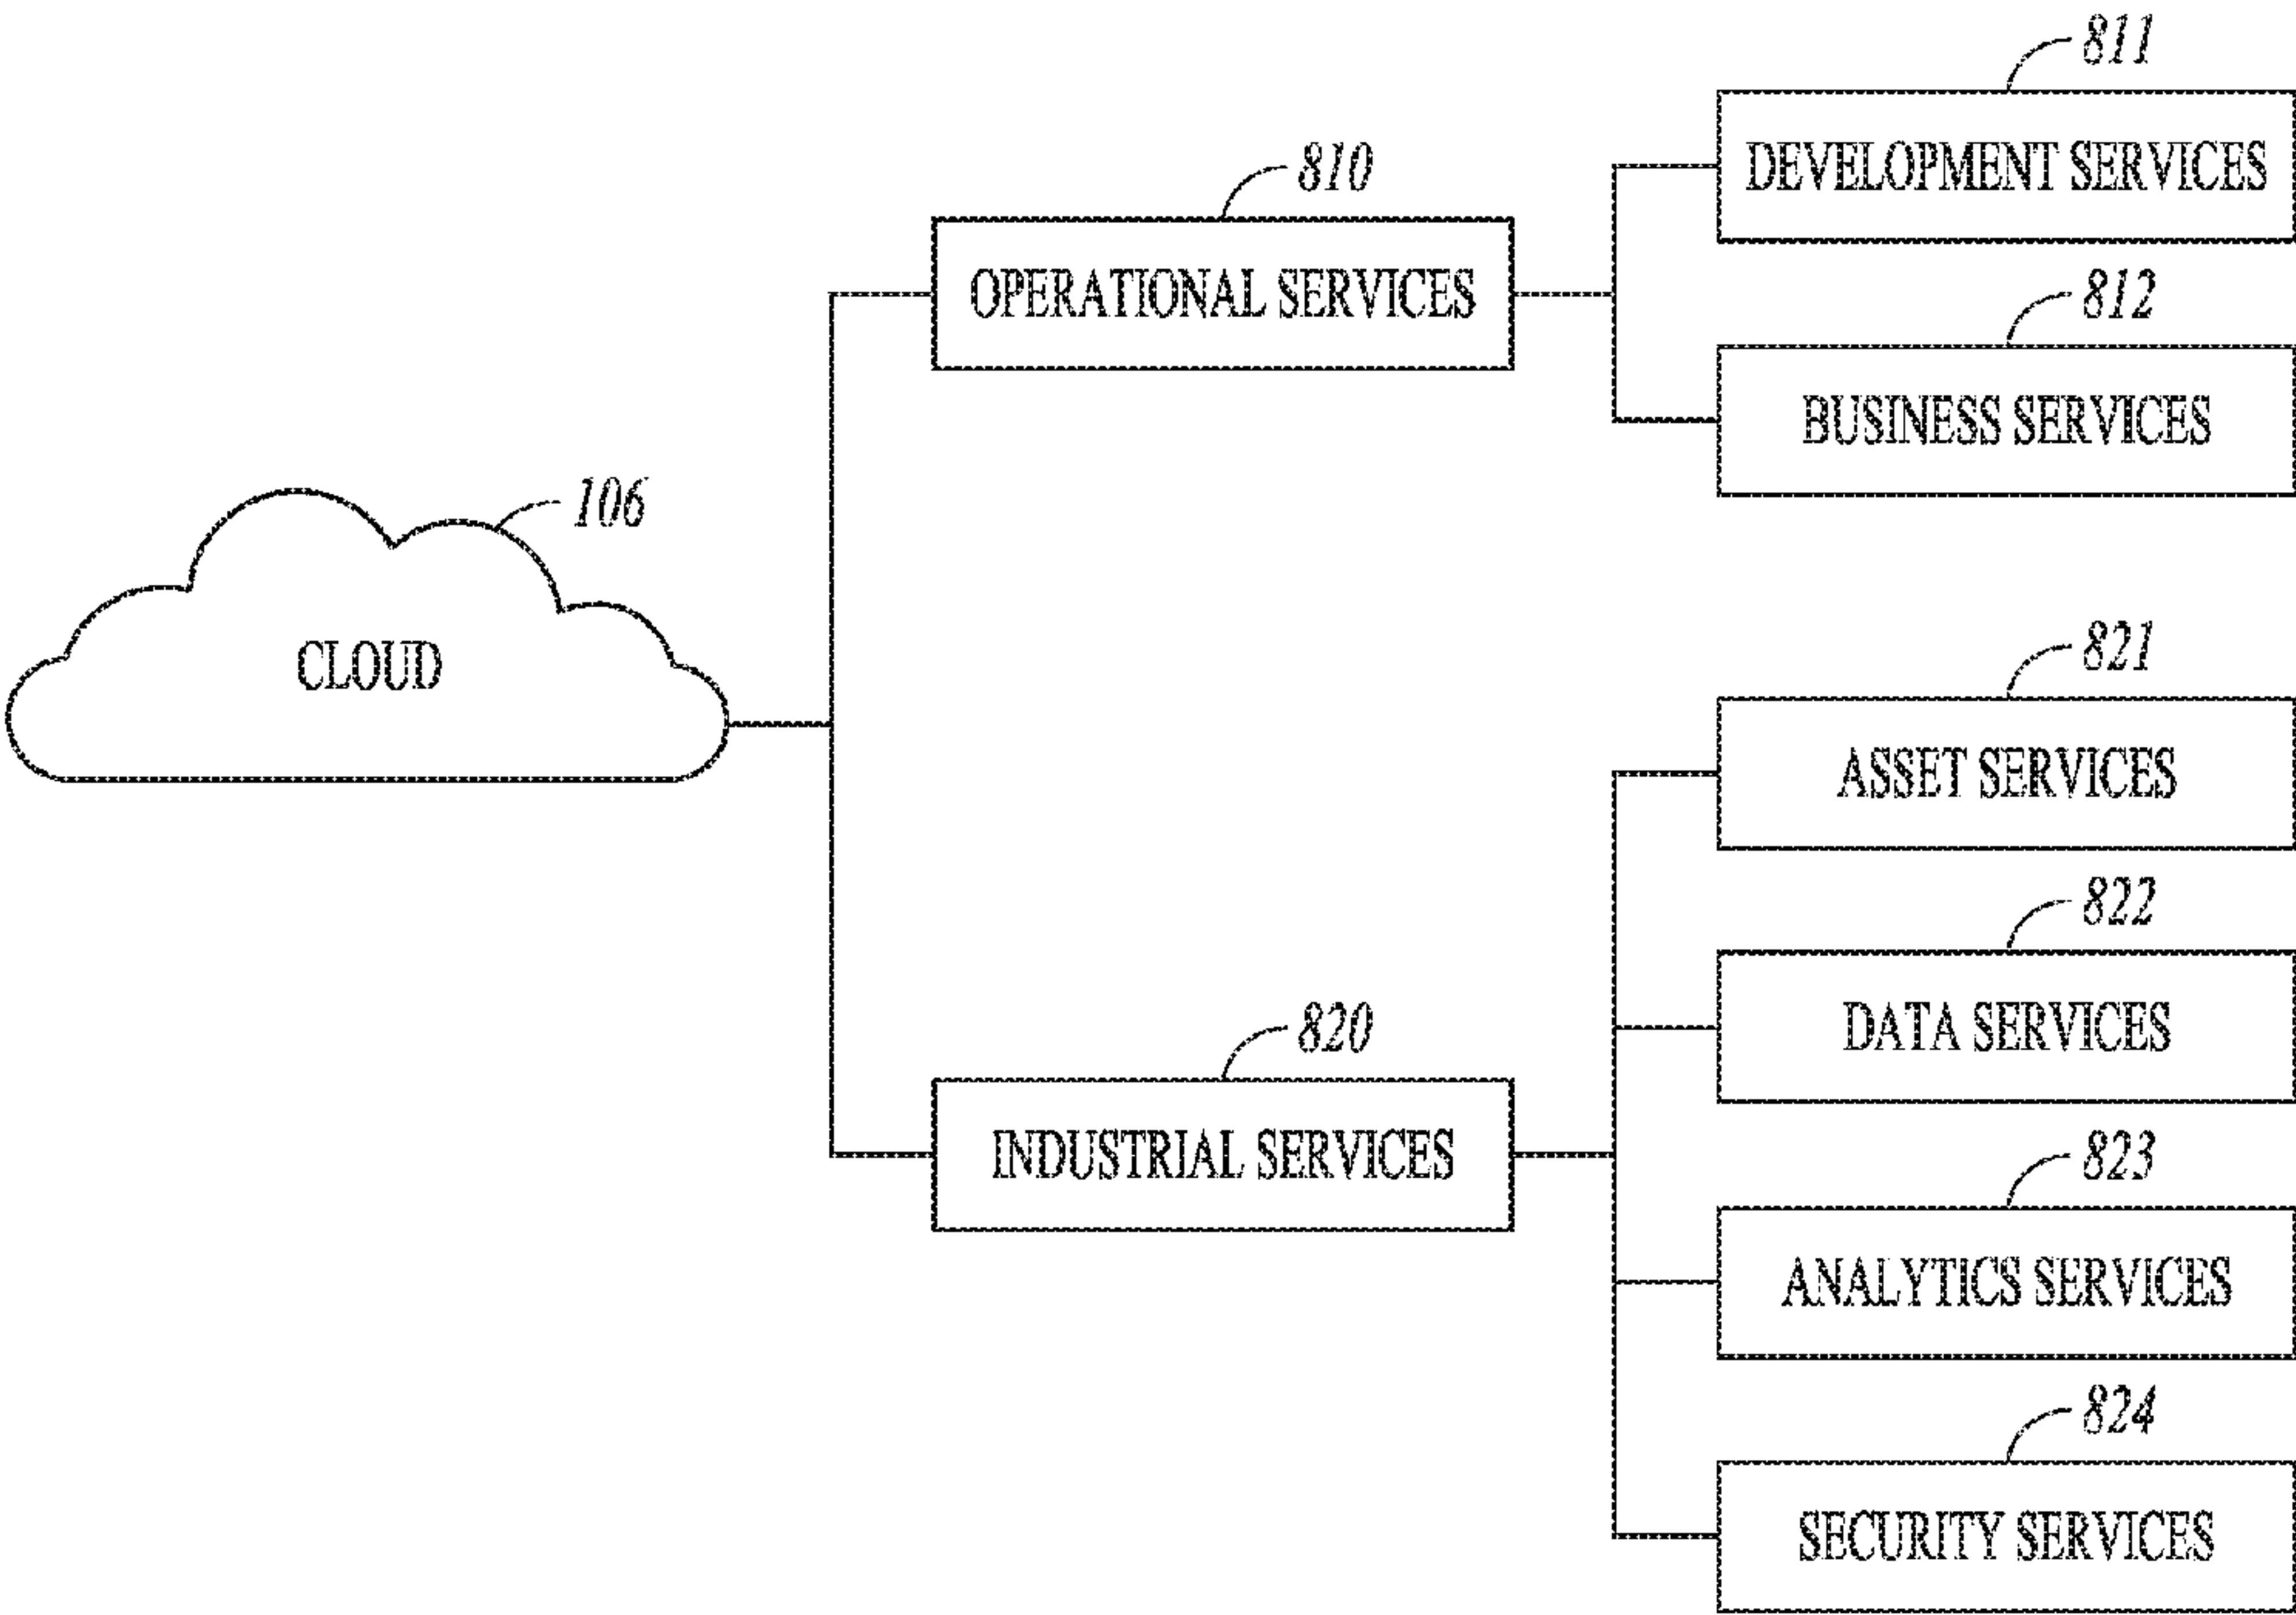 811
DEVELOPMENT SERVICES
810
OPERATIONAL SERVICES
812
BUSINESS SERVICES
106
CLOUD
821
ASSET SERVICES
822
DATA SERVICES
820
INDUSTRIAL SERVICES
823
ANALYTICS SERVICES
824
SECURITY SERVICES